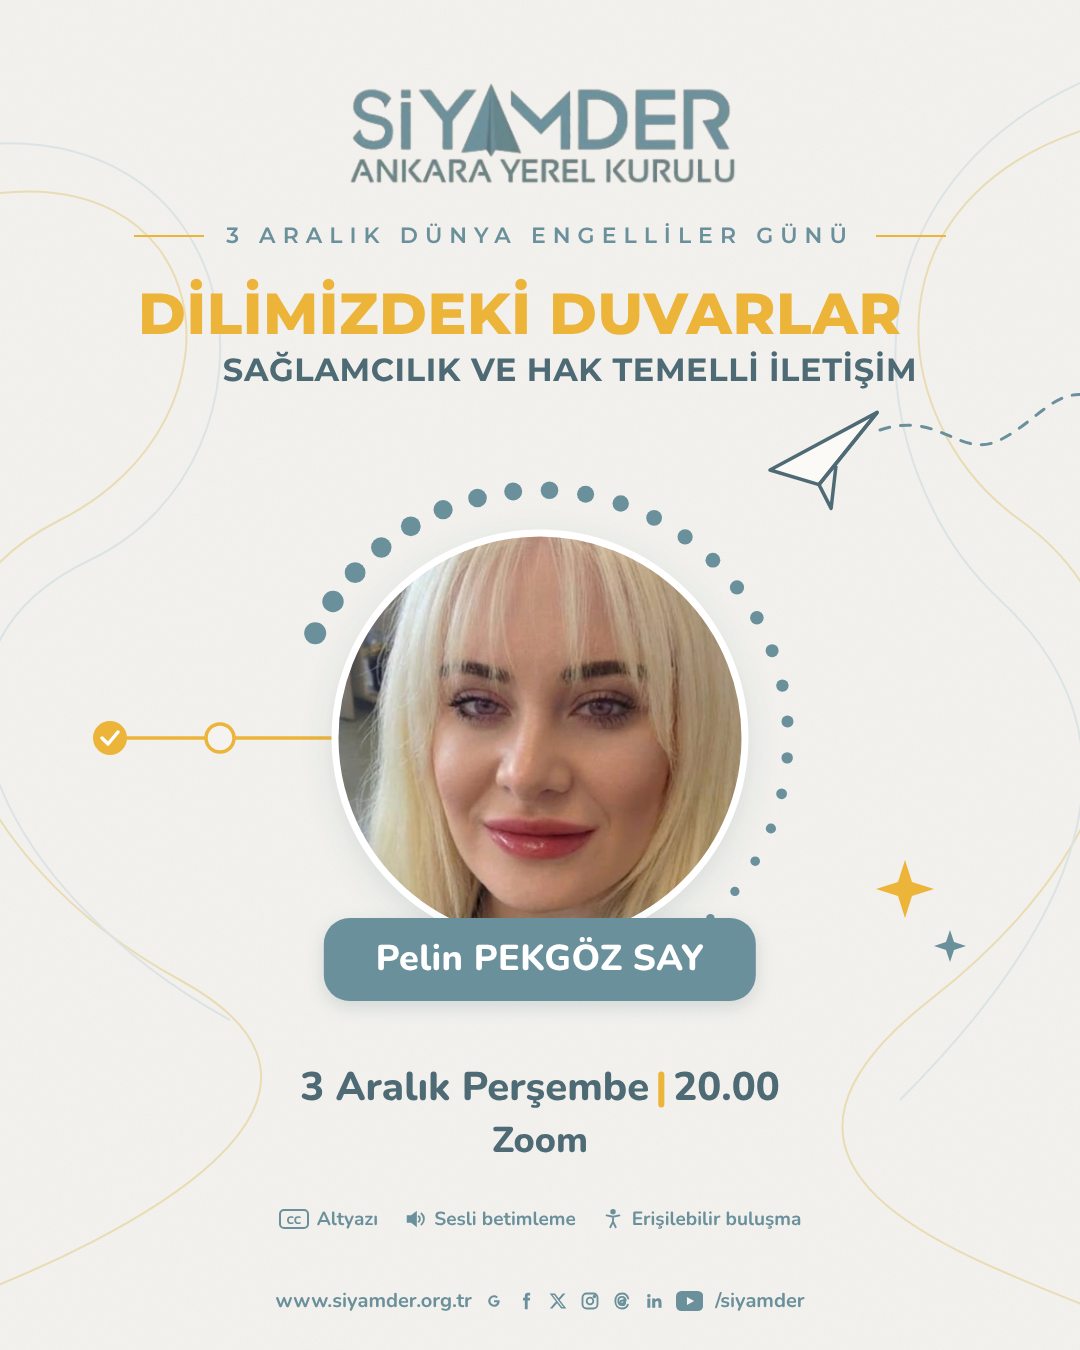 SİYAMDER
ANKARA YEREL KURULU
3 ARALIK DÜNYA ENGELLİLER GÜNÜ
DİLİMİZDEKİ DUVARLAR
SAĞLAMCILIK VE HAK TEMELLİ İLETİŞİM
Pelin PEKGÖZ SAY
3 Aralık Perşembe | 20.00
Zoom
CC Altyazı Sesli betimleme Erişilebilir buluşma
www.siyamder.org.tr /siyamder